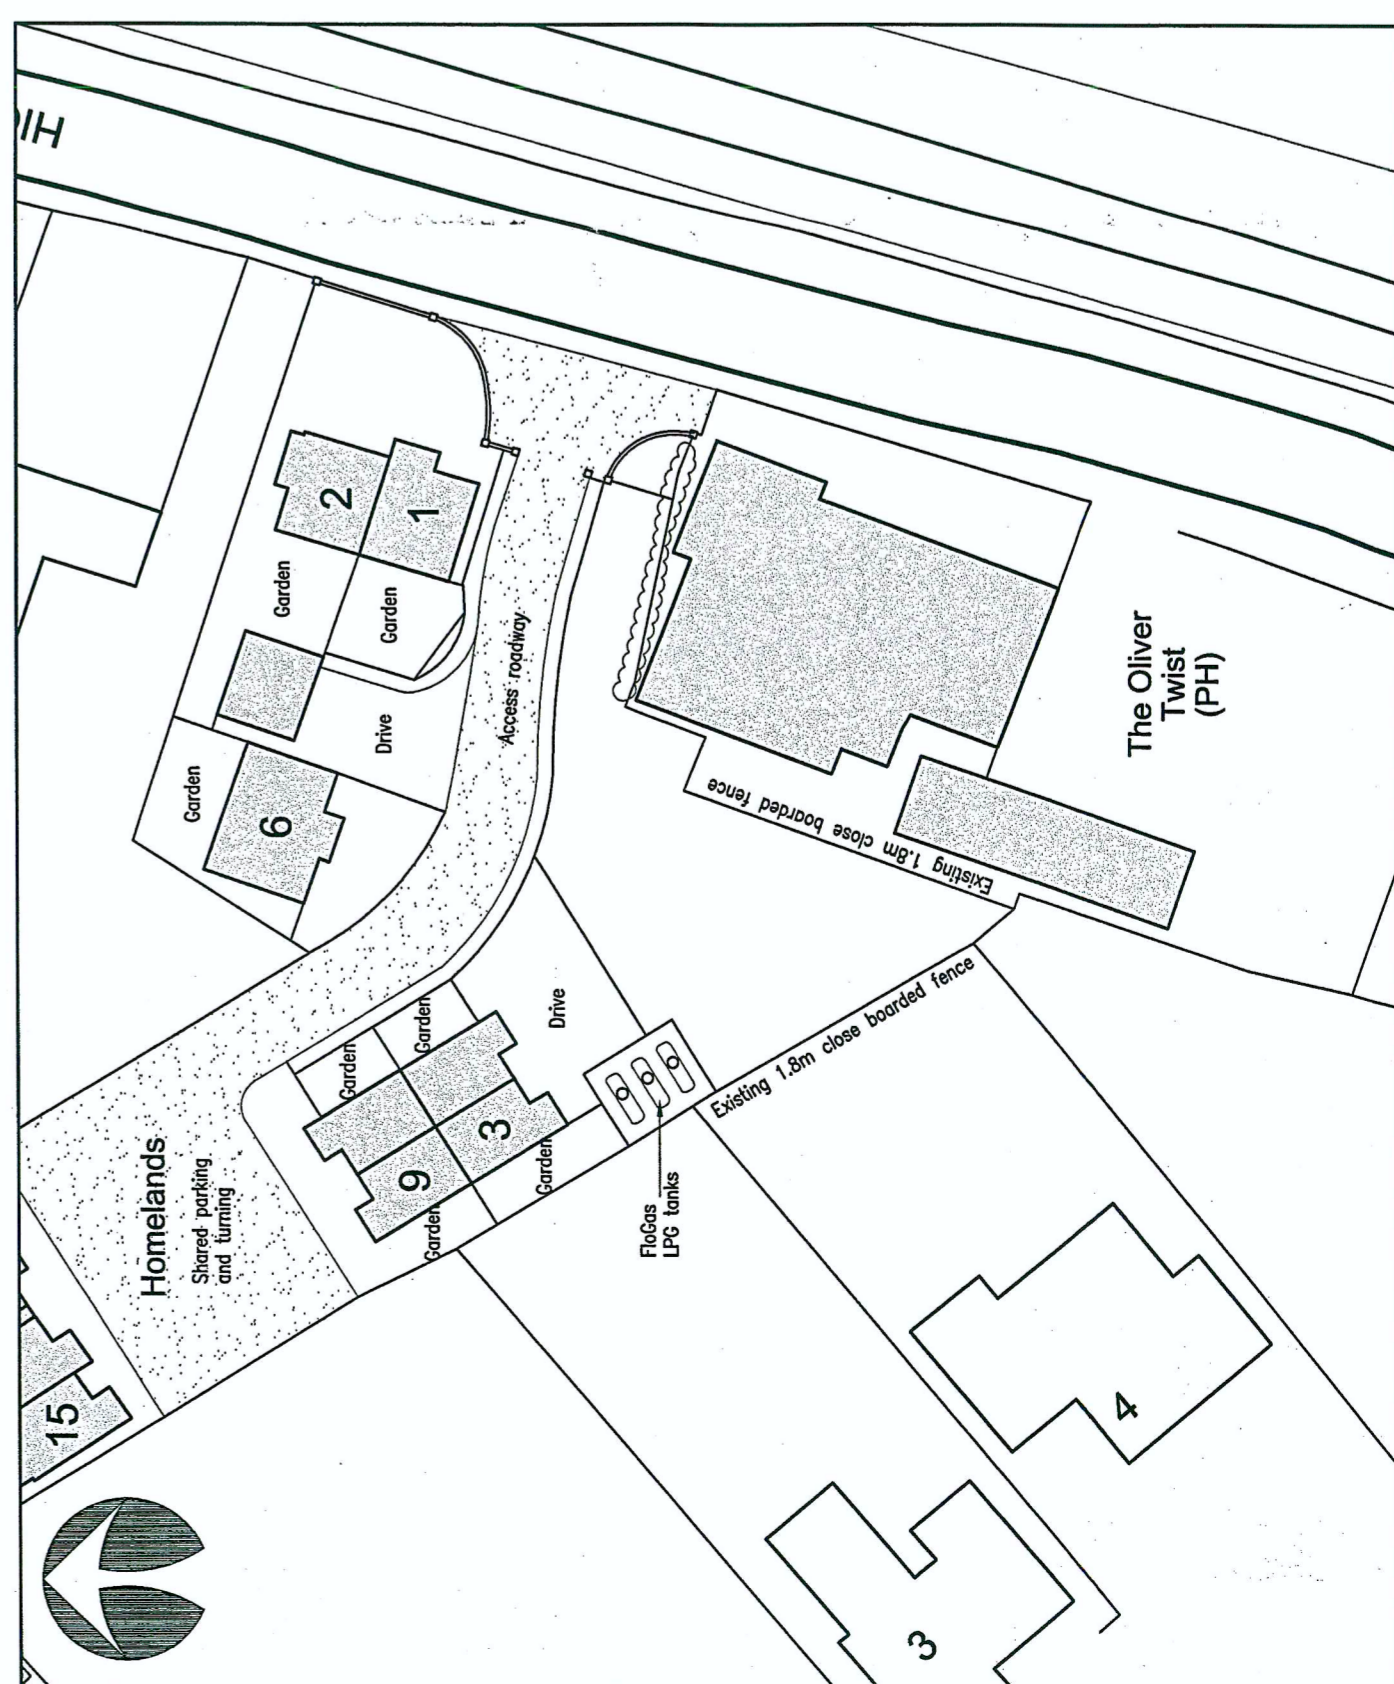 HIG
2
1
Garden
Garden
Access roadway
Drive
Garden
6
The Oliver
Twist
(PH)
Existing 1.8m close boarded fence
Drive
Garden
Garden
Existing 1.8m close boarded fence
3
9
Garden
Garden
FloGas
LPG tanks
Homelands
Shared parking
and turning
15
4
3